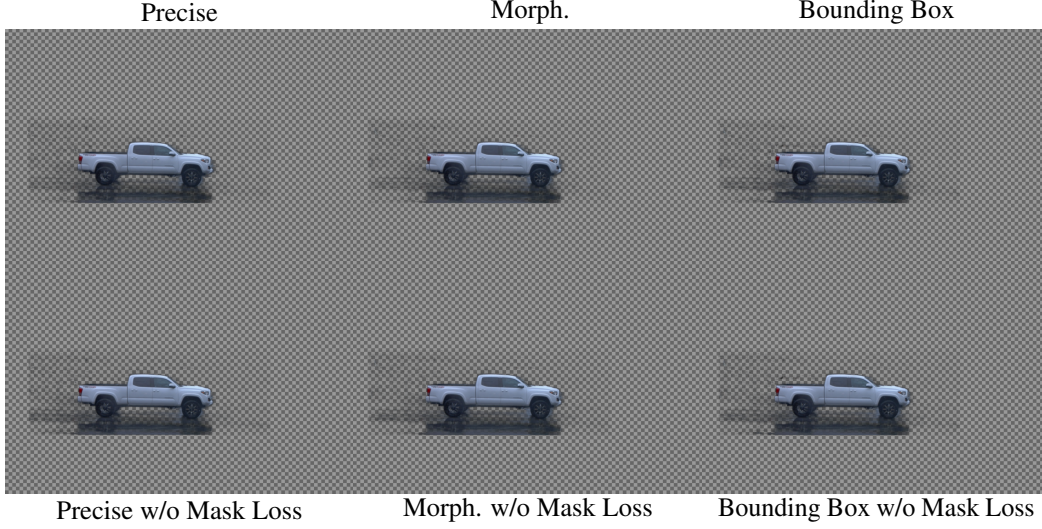 Precise
Morph.
Bounding Box
Precise w/o Mask Loss
Morph. w/o Mask Loss
Bounding Box w/o Mask Loss